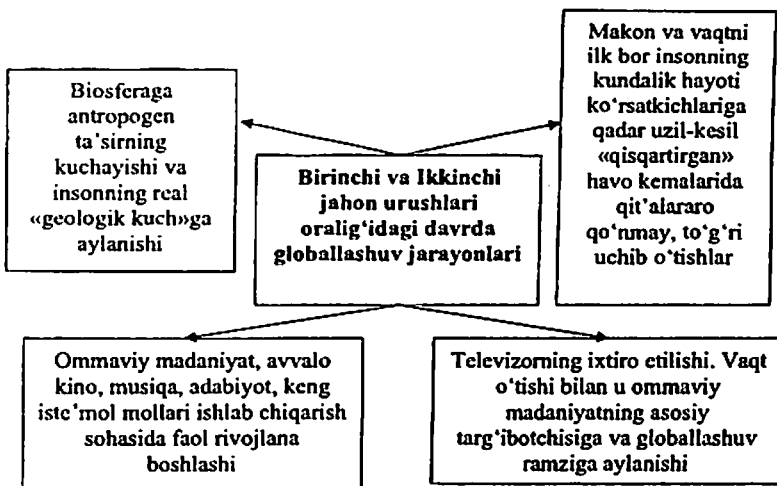 Biosferaga
antropogen
ta'sirning
kuchayishi va
insonning real
«geologik kuch»ga
aylanishi
Makon va vaqtni
ilk bor insonning
kundalik hayoti
ko‘rsatkichlariga
qadar uzil-kesil
«qisqartirgan»
havo kemalarida
qit'alararo
qo‘nmay, to‘g‘ri
uchib o‘tishlar
Birinchi va Ikkinchi
jahon urushlari
oralig‘idagi davrda
globallashuv jarayonlari
Ommaviy madaniyat, avvalo
kino, musiqa, adabiyot, keng
iste'mol mollari ishlab chiqarish
sohasida faol rivojlana
boshlashi
Televizorning ixtiro etilishi. Vaqt
o‘tishi bilan u ommaviy
madaniyatning asosiy
targ‘ibotchisiga va globallashuv
ramziga aylanishi